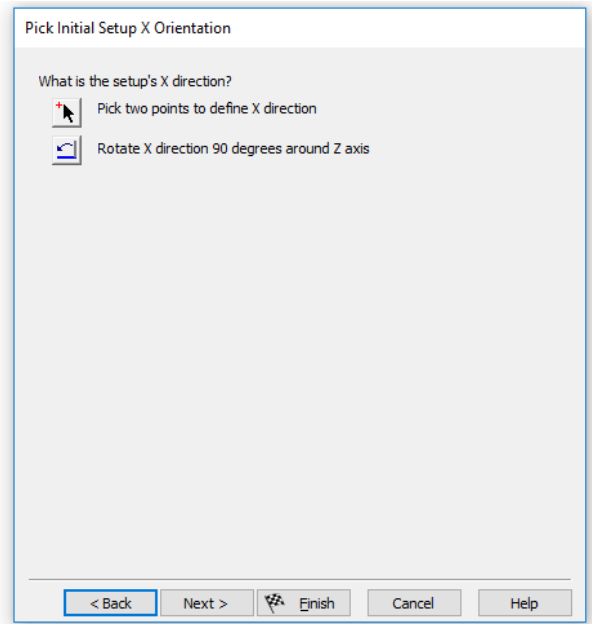 Pick Initial Setup X Orientation
What is the setup's X direction?
Pick two points to define X direction
Rotate X direction 90 degrees around Z axis
< Back Next > Finish Cancel Help